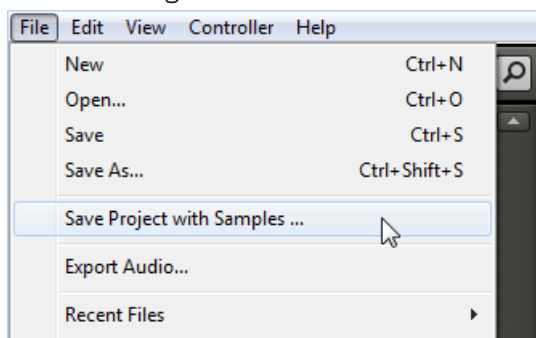 File Edit View Controller Help
New Ctrl+N
Open... Ctrl+O
Save Ctrl+S
Save As... Ctrl+Shift+S
Save Project with Samples ...
Export Audio...
Recent Files